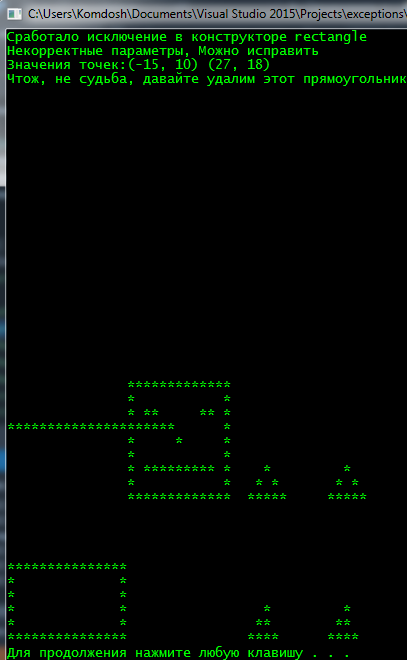 C:\Users\Komdosh\Documents\Visual Studio 2015\Projects\exceptions\
Сработало исключение в конструкторе rectangle
Некорректные параметры, Можно исправить
Значения точек:(-15, 10) (27, 18)
Чтож, не судьба, давайте удалим этот прямоугольник
Для продолжения нажмите любую клавишу . . .